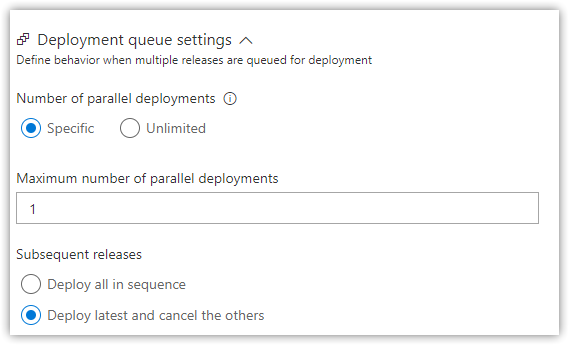 Deployment queue settings
Define behavior when multiple releases are queued for deployment
Number of parallel deployments
Specific Unlimited
Maximum number of parallel deployments
1
Subsequent releases
Deploy all in sequence
Deploy latest and cancel the others